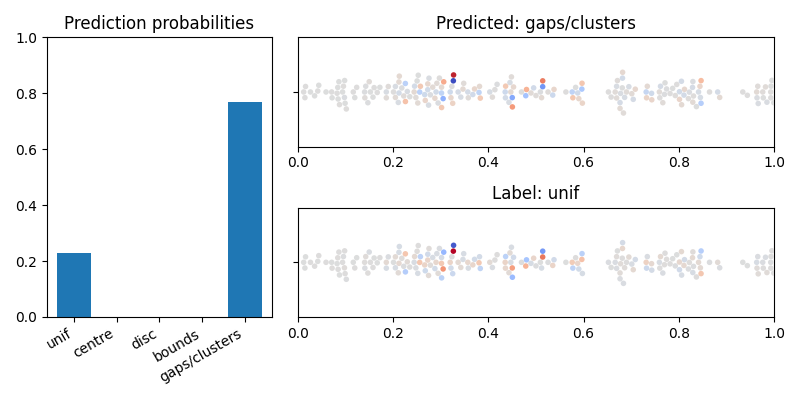 Prediction probabilities
1.0
0.8
0.6
0.4
0.2
0.0
unif
centre
disc
bounds
gaps/clusters
Predicted: gaps/clusters
0.0 0.2 0.4 0.6 0.8 1.0
Label: unif
0.0 0.2 0.4 0.6 0.8 1.0